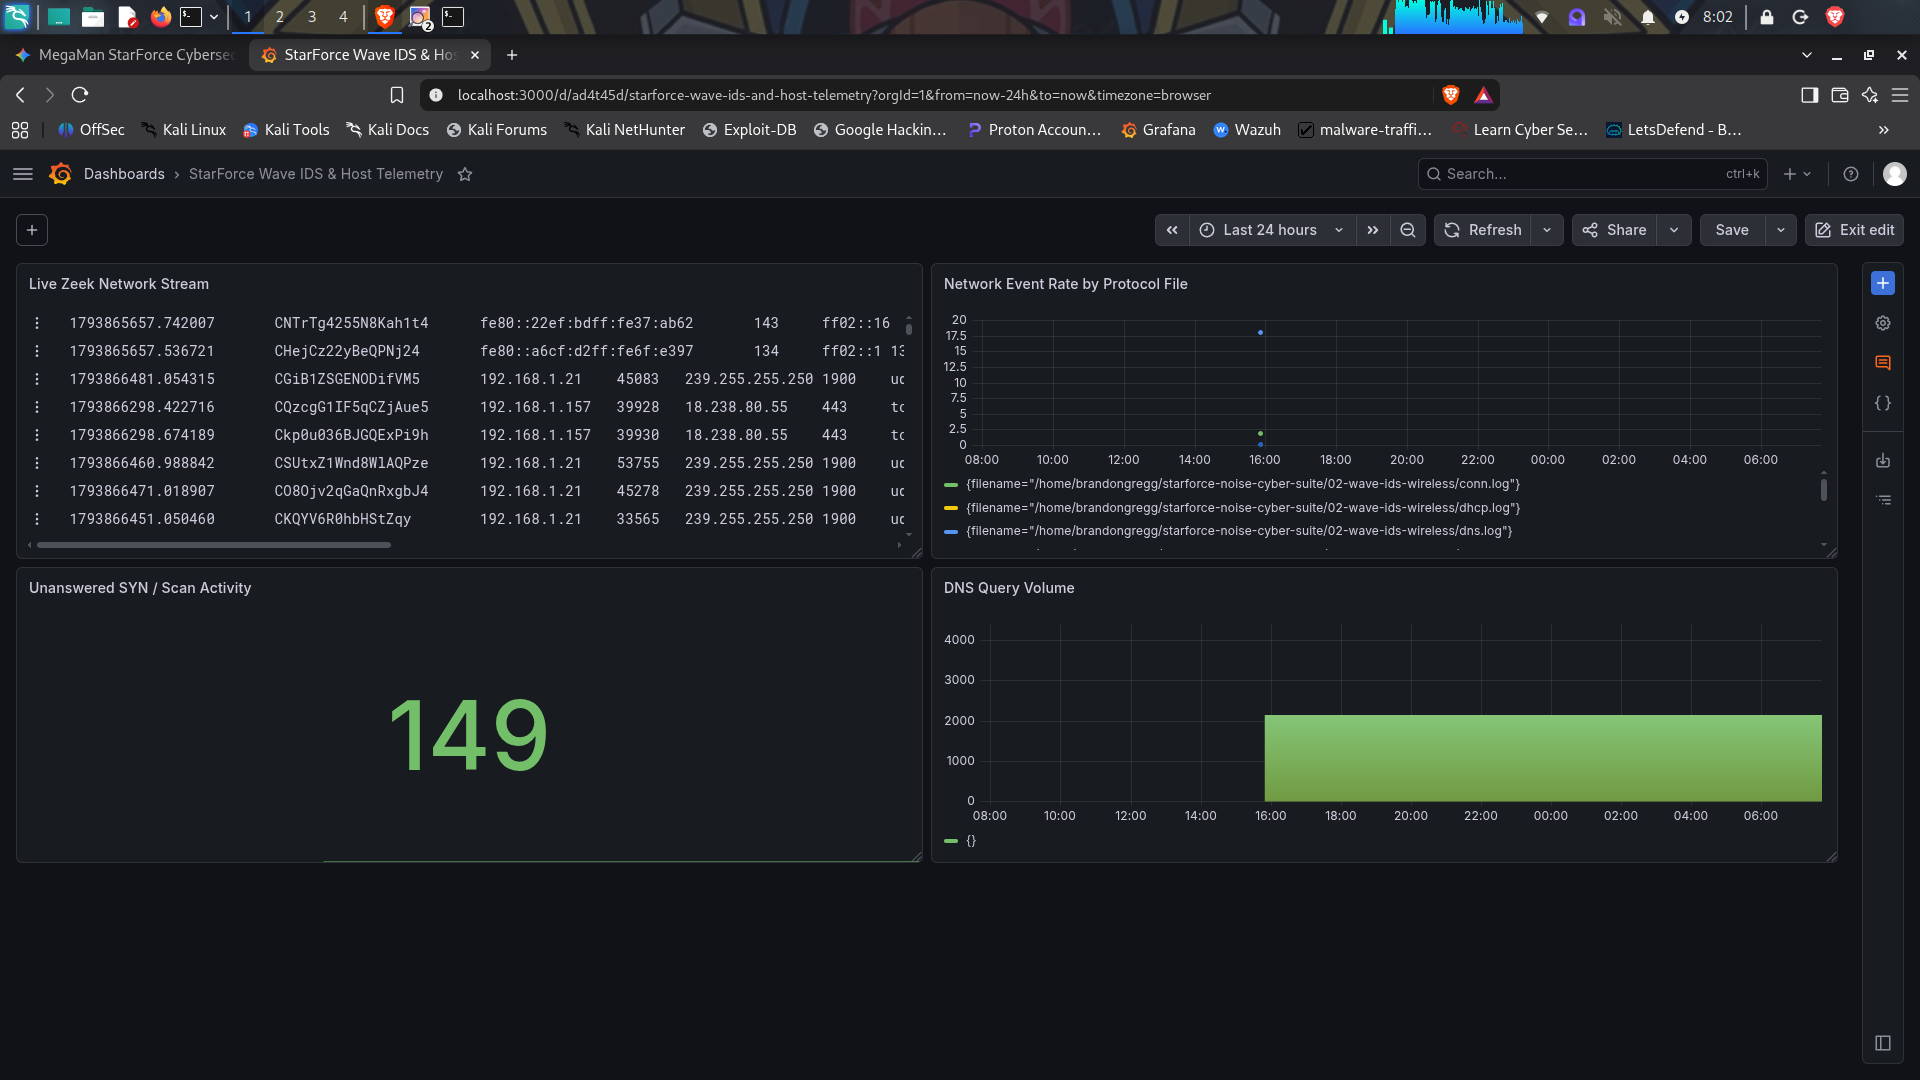 1 2 3 4 2 8:02
MegaMan StarForce Cybersec
StarForce Wave IDS & Hos
localhost:3000/d/ad4t45d/starforce-wave-ids-and-host-telemetry?orgId=1&from=now-24h&to=now&timezone=browser
OffSec Kali Linux Kali Tools Kali Docs Kali Forums Kali NetHunter Exploit-DB Google Hackin... Proton Accoun... Grafana Wazuh malware-traffi... Learn Cyber Se... LetsDefend - B...
Dashboards › StarForce Wave IDS & Host Telemetry
Search... ctrl+k
Last 24 hours Refresh Share Save Exit edit
Live Zeek Network Stream
1793865657.742007 CNTrTg4255N8Kah1t4 fe80::22ef:bdff:fe37:ab62 143 ff02::16
1793865657.536721 CHejCz22yBeQPNj24 fe80::a6cf:d2ff:fe6f:e397 134 ff02::1 13
1793866481.054315 CGiB1ZSGENODifVM5 192.168.1.21 45083 239.255.255.250 1900 ud
1793866298.422716 CQzcgG1IF5qCZjAue5 192.168.1.157 39928 18.238.80.55 443 tc
1793866298.674189 Ckp0u036BJGQExPi9h 192.168.1.157 39930 18.238.80.55 443 tc
1793866460.988842 CSUtxZ1Wnd8WlAQPze 192.168.1.21 53755 239.255.255.250 1900 ud
1793866471.018907 CO8Ojv2qGaQnRxgbJ4 192.168.1.21 45278 239.255.255.250 1900 ud
1793866451.050460 CKQYV6R0hbHStZqy 192.168.1.21 33565 239.255.255.250 1900 ud
Network Event Rate by Protocol File
20
17.5
15
12.5
10
7.5
5
2.5
0
08:00 10:00 12:00 14:00 16:00 18:00 20:00 22:00 00:00 02:00 04:00 06:00
{filename="/home/brandongregg/starforce-noise-cyber-suite/02-wave-ids-wireless/conn.log"}
{filename="/home/brandongregg/starforce-noise-cyber-suite/02-wave-ids-wireless/dhcp.log"}
{filename="/home/brandongregg/starforce-noise-cyber-suite/02-wave-ids-wireless/dns.log"}
Unanswered SYN / Scan Activity
149
DNS Query Volume
4000
3000
2000
1000
0
08:00 10:00 12:00 14:00 16:00 18:00 20:00 22:00 00:00 02:00 04:00 06:00
{}